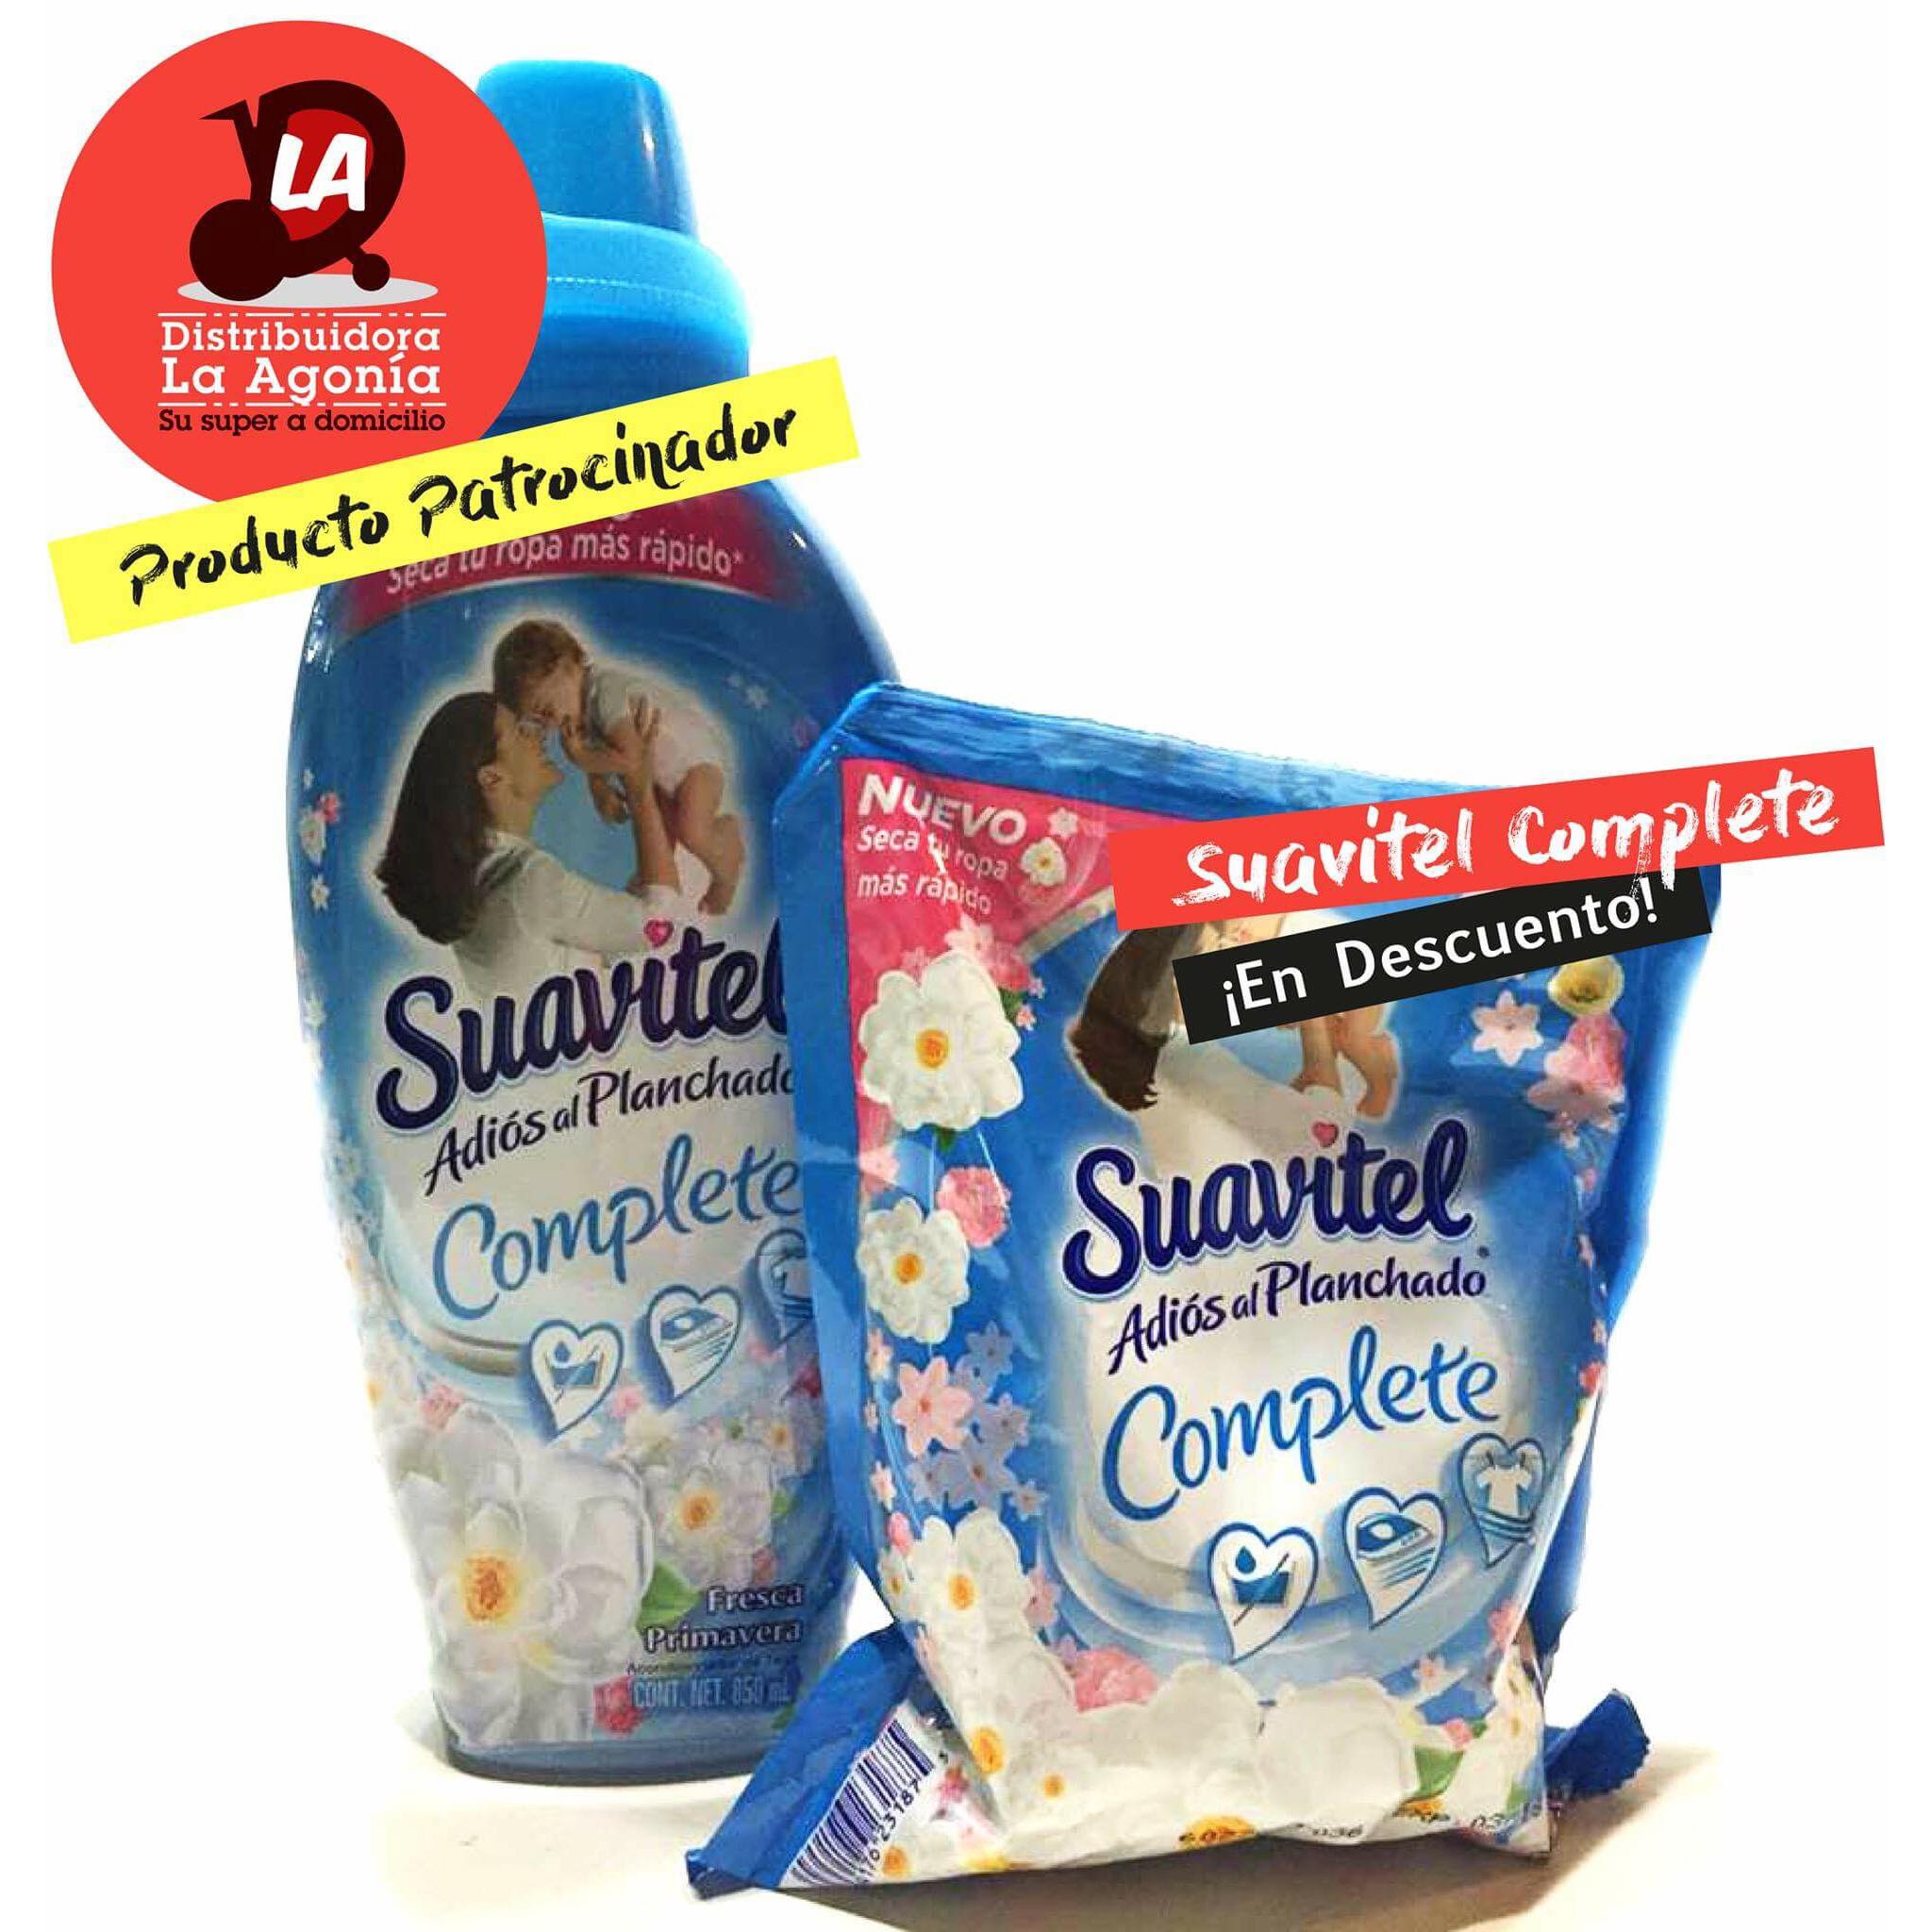 LA
Distribuidora
La Agonía
Su super a domicilio
Producto Patrocinador
Seca tu ropa más rápido*
Suavitel
Adiós al Planchado
Complete
Fresca
Primavera
CONT. NET. 850 mL
NUEVO
Seca tu ropa
más rápido
Suavitel Complete
¡En Descuento!
Suavitel
Adiós al Planchado
Complete